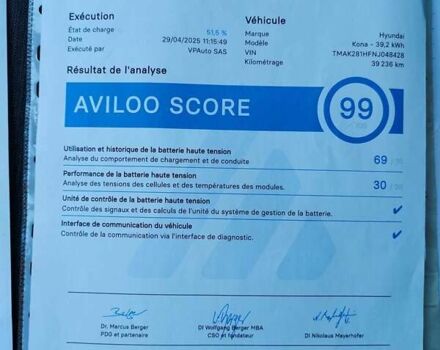 Exécution
État de charge 51,5 %
Date 29/04/2025 11:15:49
Exécuté par VPAuto SAS
Véhicule
Marque Hyundai
Modèle Kona - 39,2 kWh
VIN TMAK281HFNJ048428
Kilométrage 39 236 km
Résultat de l'analyse
AVILOO SCORE 99
Utilisation et historique de la batterie haute tension
Analyse du comportement de chargement et de conduite 69
Performance de la batterie haute tension
Analyse des tensions des cellules et des températures des modules. 30
Unité de contrôle de la batterie haute tension
Contrôle des signaux et des calculs de l'unité du système de gestion de la batterie.
Interface de communication du véhicule
Contrôle de la communication via l'interface de diagnostic.
Dr. Marcus Berger
PDG et partenaire
DI Wolfgang Berger MBA
CSO et fondateur
DI Nikolaus Mayerhofer